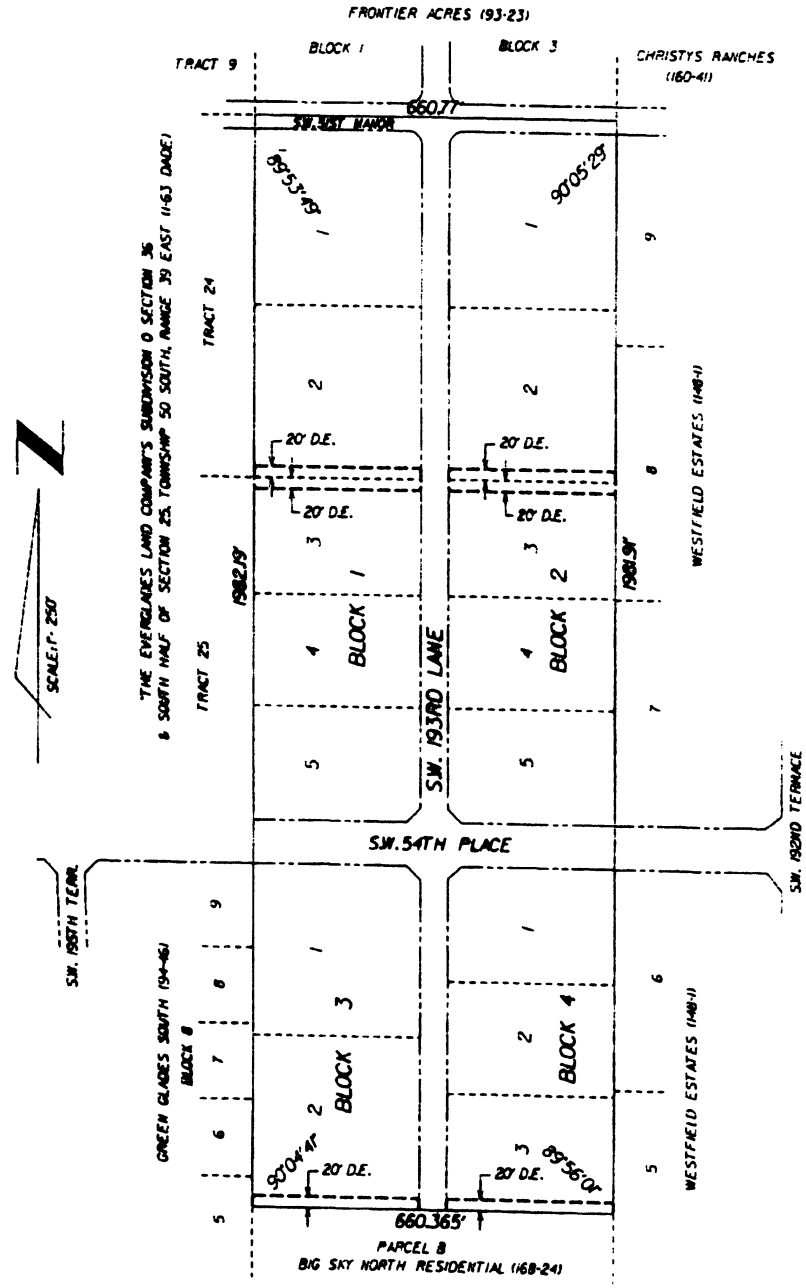 FRONTIER ACRES (93-23)
TRACT 9
BLOCK 1
BLOCK 3
CHRISTYS RANCHES
(160-41)
660.77'
S.W. 51ST MANOR
89°53'49"
90°05'29"
1
1
9
"THE EVERGLADES LAND COMPANY'S SUBDIVISION O SECTION 36
& SOUTH HALF OF SECTION 25, TOWNSHIP 50 SOUTH, RANGE 39 EAST (1-63 DADE)
TRACT 24
2
2
20' D.E.
20' D.E.
8
20' D.E.
20' D.E.
WESTFIELD ESTATES (148-1)
Z
SCALE: 1"= 250'
1982.19'
3
3
1981.91'
TRACT 25
4
BLOCK 1
4
BLOCK 2
S.W. 193RD LANE
7
5
5
S.W. 54TH PLACE
S.W. 195TH TERR.
S.W. 192ND TERRACE
GREEN GLADES SOUTH (94-46)
BLOCK 8
9
8
7
6
5
1
1
6
BLOCK 3
2
2
BLOCK 4
WESTFIELD ESTATES (148-1)
3
5
90°04'41"
89°56'01"
20' D.E.
20' D.E.
660.365'
PARCEL B
BIG SKY NORTH RESIDENTIAL (168-24)